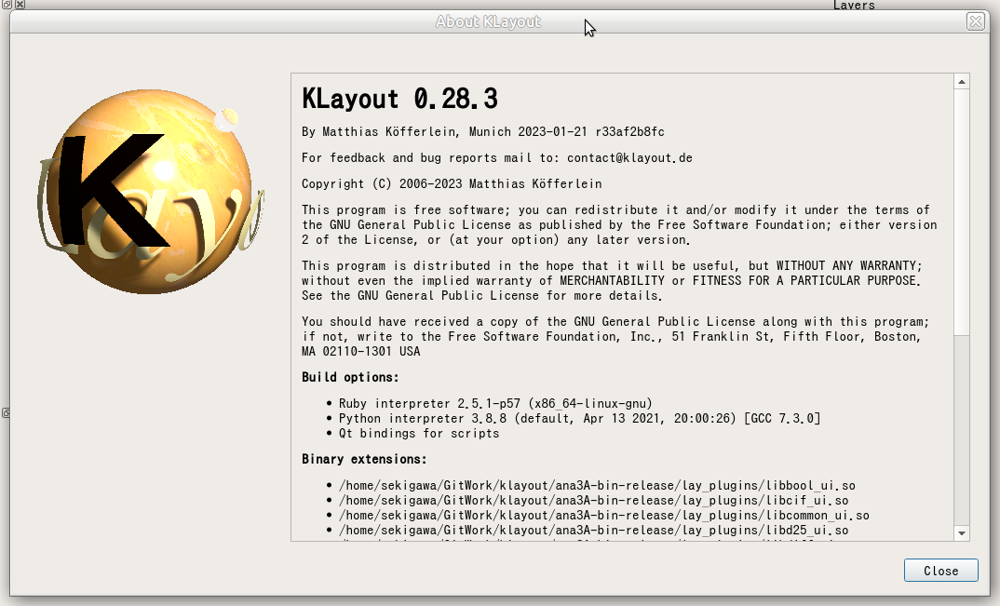 Layers
About KLayout
KLayout 0.28.3
By Matthias Köfferlein, Munich 2023-01-21 r33af2b8fc
For feedback and bug reports mail to: contact@klayout.de
Copyright (C) 2006-2023 Matthias Köfferlein
This program is free software; you can redistribute it and/or modify it under the terms of
the GNU General Public License as published by the Free Software Foundation; either version
2 of the License, or (at your option) any later version.
This program is distributed in the hope that it will be useful, but WITHOUT ANY WARRANTY;
without even the implied warranty of MERCHANTABILITY or FITNESS FOR A PARTICULAR PURPOSE.
See the GNU General Public License for more details.
You should have received a copy of the GNU General Public License along with this program;
if not, write to the Free Software Foundation, Inc., 51 Franklin St, Fifth Floor, Boston,
MA 02110-1301 USA
Build options:
• Ruby interpreter 2.5.1-p57 (x86_64-linux-gnu)
• Python interpreter 3.8.8 (default, Apr 13 2021, 20:00:26) [GCC 7.3.0]
• Qt bindings for scripts
Binary extensions:
• /home/sekigawa/GitWork/klayout/ana3A-bin-release/lay_plugins/libbool_ui.so
• /home/sekigawa/GitWork/klayout/ana3A-bin-release/lay_plugins/libcif_ui.so
• /home/sekigawa/GitWork/klayout/ana3A-bin-release/lay_plugins/libcommon_ui.so
• /home/sekigawa/GitWork/klayout/ana3A-bin-release/lay_plugins/libd25_ui.so
K
Layo
Close